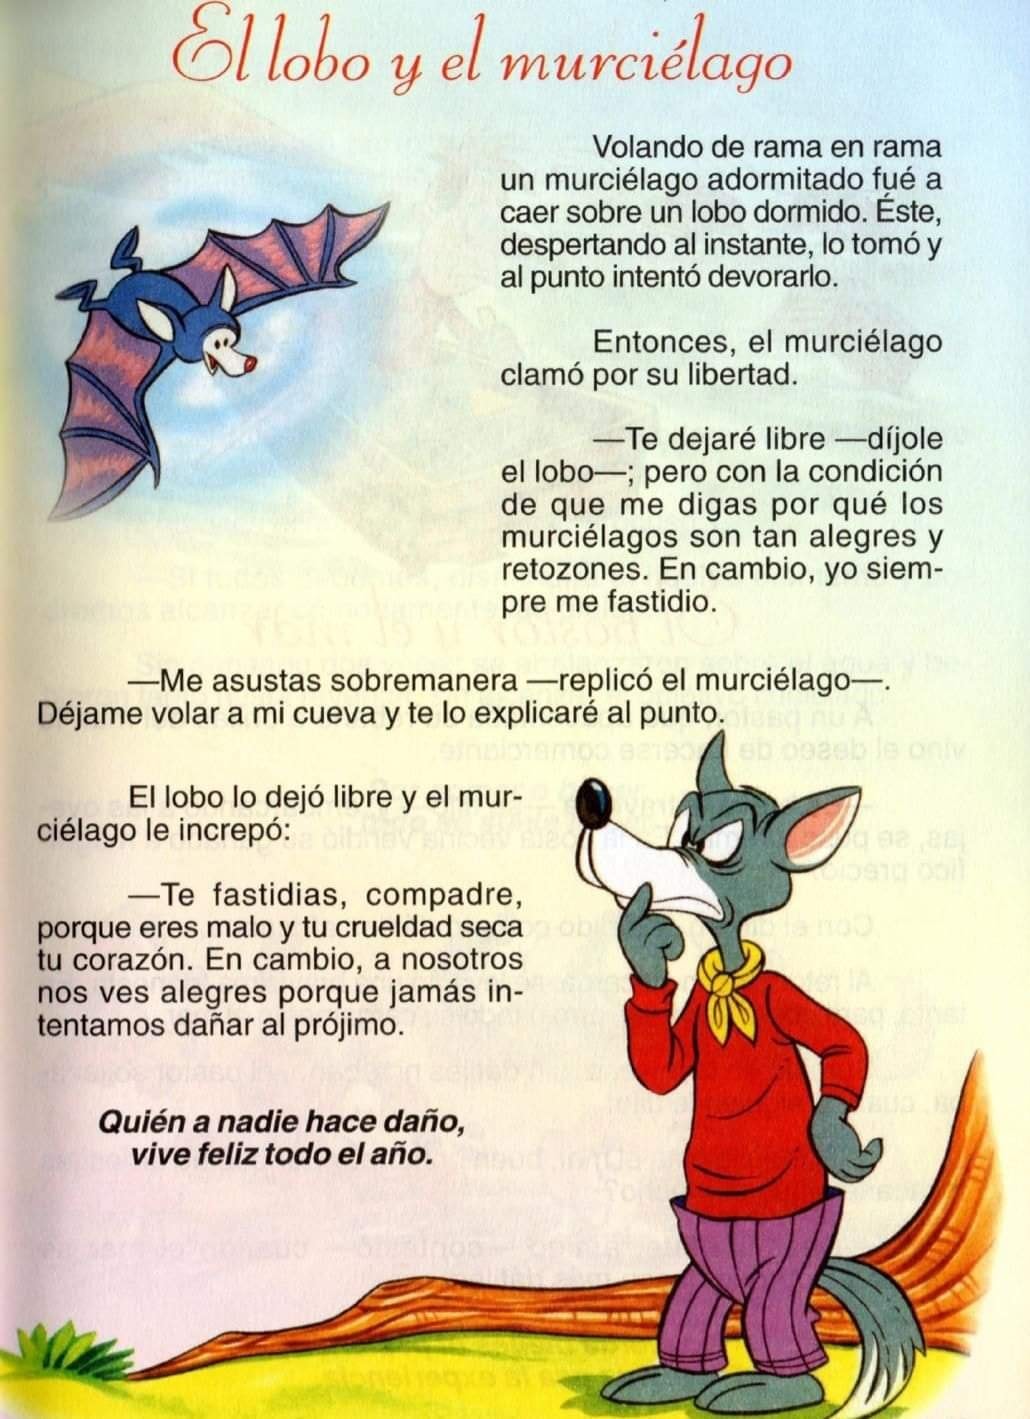 El lobo y el murciélago
Volando de rama en rama
un murciélago adormitado fué a
caer sobre un lobo dormido. Éste,
despertando al instante, lo tomó y
al punto intentó devorarlo.
Entonces, el murciélago
clamó por su libertad.
—Te dejaré libre —díjole
el lobo—; pero con la condición
de que me digas por qué los
murciélagos son tan alegres y
retozones. En cambio, yo siem-
pre me fastidio.
—Me asustas sobremanera —replicó el murciélago—.
Déjame volar a mi cueva y te lo explicaré al punto.
El lobo lo dejó libre y el mur-
ciélago le increpó:
—Te fastidias, compadre,
porque eres malo y tu crueldad seca
tu corazón. En cambio, a nosotros
nos ves alegres porque jamás in-
tentamos dañar al prójimo.
Quién a nadie hace daño,
vive feliz todo el año.